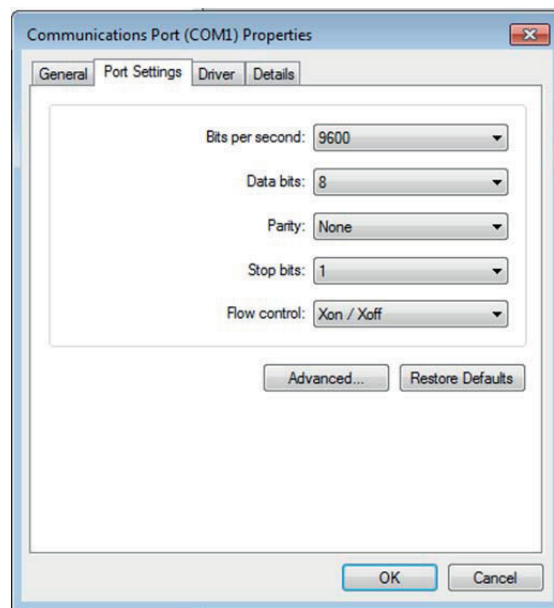 Communications Port (COM1) Properties
General Port Settings Driver Details
Bits per second: 9600
Data bits: 8
Parity: None
Stop bits: 1
Flow control: Xon / Xoff
Advanced... Restore Defaults
OK Cancel